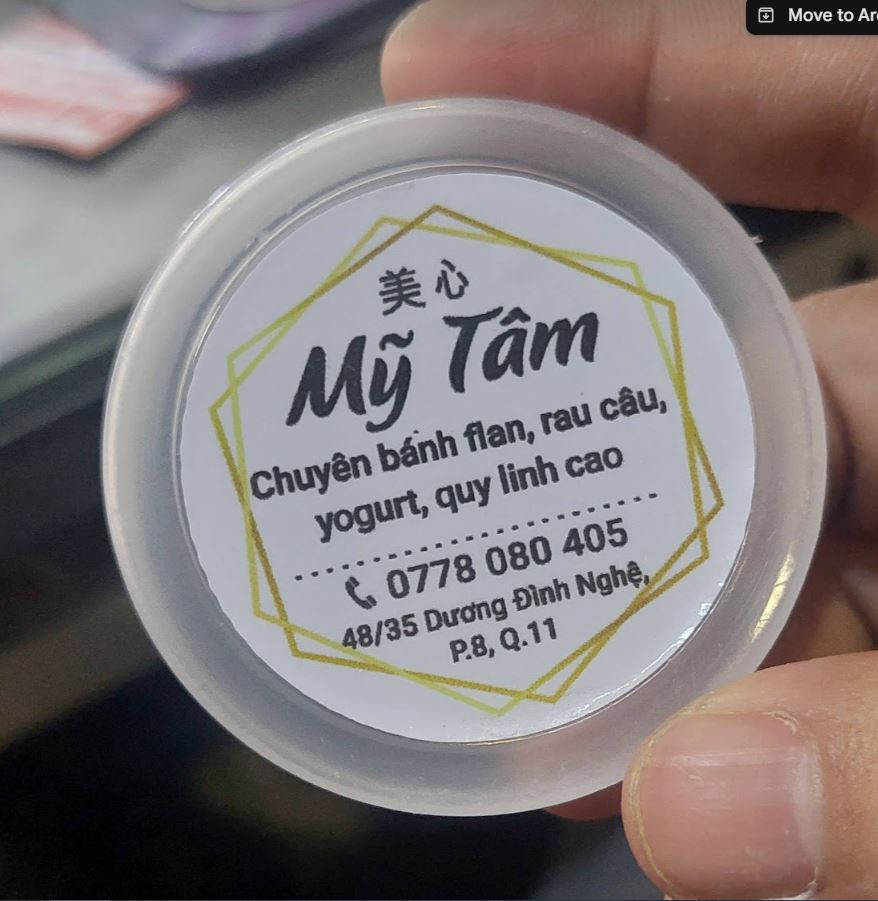 Move to Ar
美心
Mỹ Tâm
Chuyên bánh flan, rau câu,
yogurt, quy linh cao
0778 080 405
48/35 Dương Đình Nghệ,
P.8, Q.11